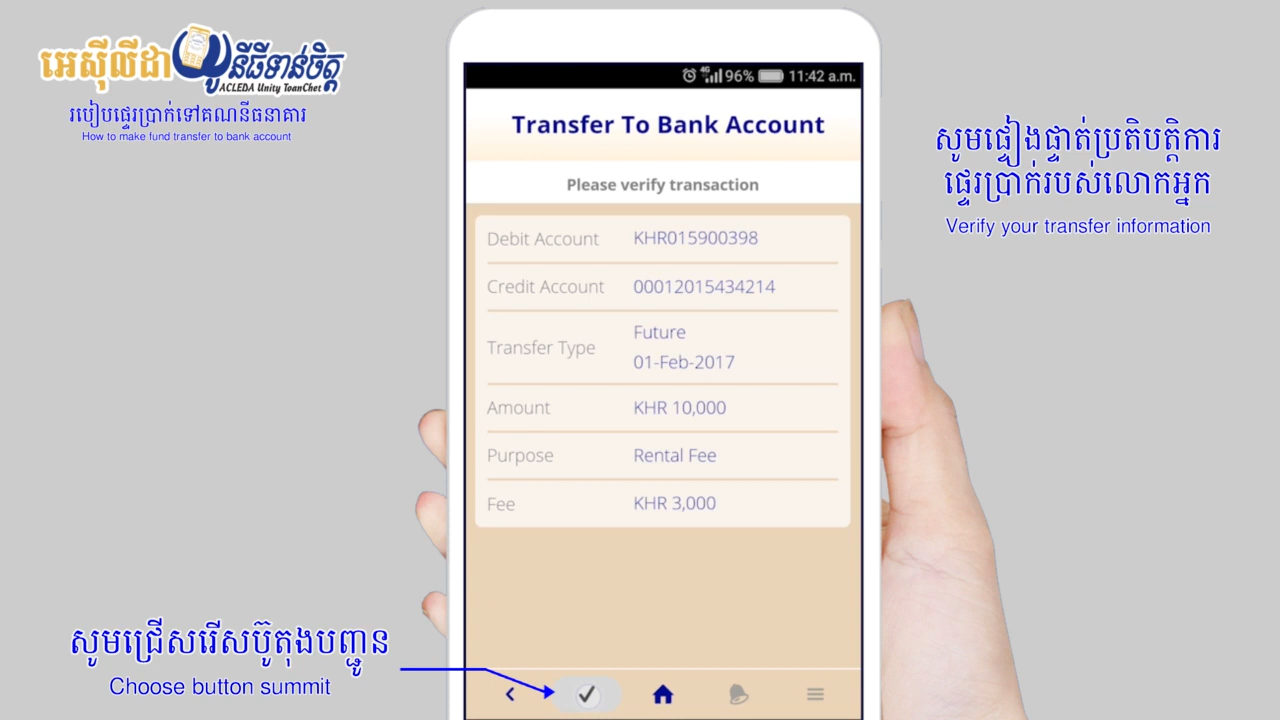 អេស៊ីលីដា យូនីធីទាន់ចិត្ត
ACLEDA Unity ToanChet
របៀបផ្ទេរប្រាក់ទៅគណនីធនាគារ
How to make fund transfer to bank account
4G 96% 11:42 a.m.
Transfer To Bank Account
Please verify transaction
Debit Account KHR015900398
Credit Account 00012015434214
Transfer Type Future
01-Feb-2017
Amount KHR 10,000
Purpose Rental Fee
Fee KHR 3,000
សូមផ្ទៀងផ្ទាត់ប្រតិបត្តិការ
ផ្ទេរប្រាក់របស់លោកអ្នក
Verify your transfer information
សូមជ្រើសរើសប៊ូតុងបញ្ជូន
Choose button summit